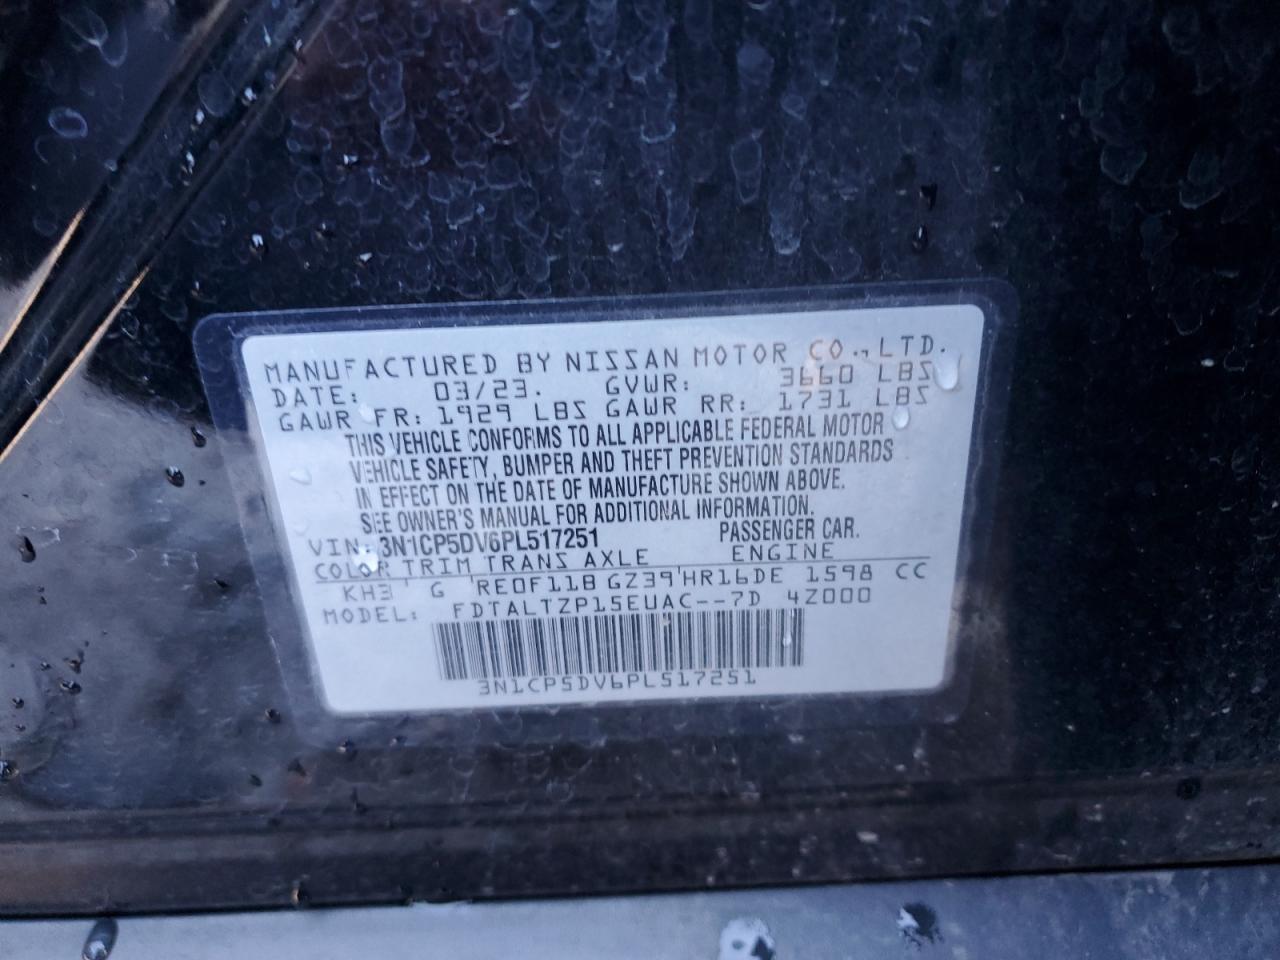 MANUFACTURED BY NISSAN MOTOR CO., LTD.
DATE: 03/23. GVWR: 3660 LBS
GAWR FR: 1929 LBS GAWR RR: 1731 LBS
THIS VEHICLE CONFORMS TO ALL APPLICABLE FEDERAL MOTOR
VEHICLE SAFETY, BUMPER AND THEFT PREVENTION STANDARDS
IN EFFECT ON THE DATE OF MANUFACTURE SHOWN ABOVE.
SEE OWNER'S MANUAL FOR ADDITIONAL INFORMATION.
VIN: 3N1CP5DV6PL517251 PASSENGER CAR.
COLOR TRIM TRANS AXLE ENGINE
KH3 G RE0F11B GZ39 HR16DE 1598 CC
MODEL: FDTALTZP15EUAC--7D 4Z000
3N1CP5DV6PL517251